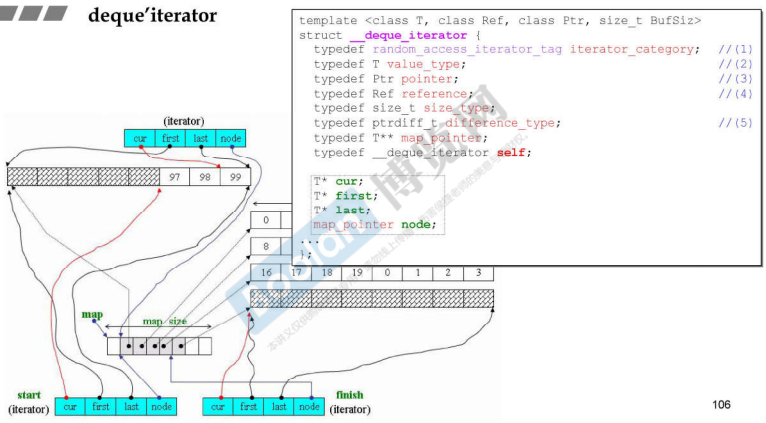 deque'iterator
template <class T, class Ref, class Ptr, size_t BufSiz>
struct __deque_iterator {
typedef random_access_iterator_tag iterator_category; //(1)
typedef T value_type; //(2)
typedef Ptr pointer; //(3)
typedef Ref reference; //(4)
typedef size_t size_type;
typedef ptrdiff_t difference_type; //(5)
typedef T** map_pointer;
typedef __deque_iterator self;
T* cur;
T* first;
T* last;
map_pointer node;
...
};
(iterator)
cur first last node
97 98 99
0
8
16 17 18 19 0 1 2 3
map
map size
start
(iterator)
cur first last node
cur first last node
finish
(iterator)
博览网
Boolan
106